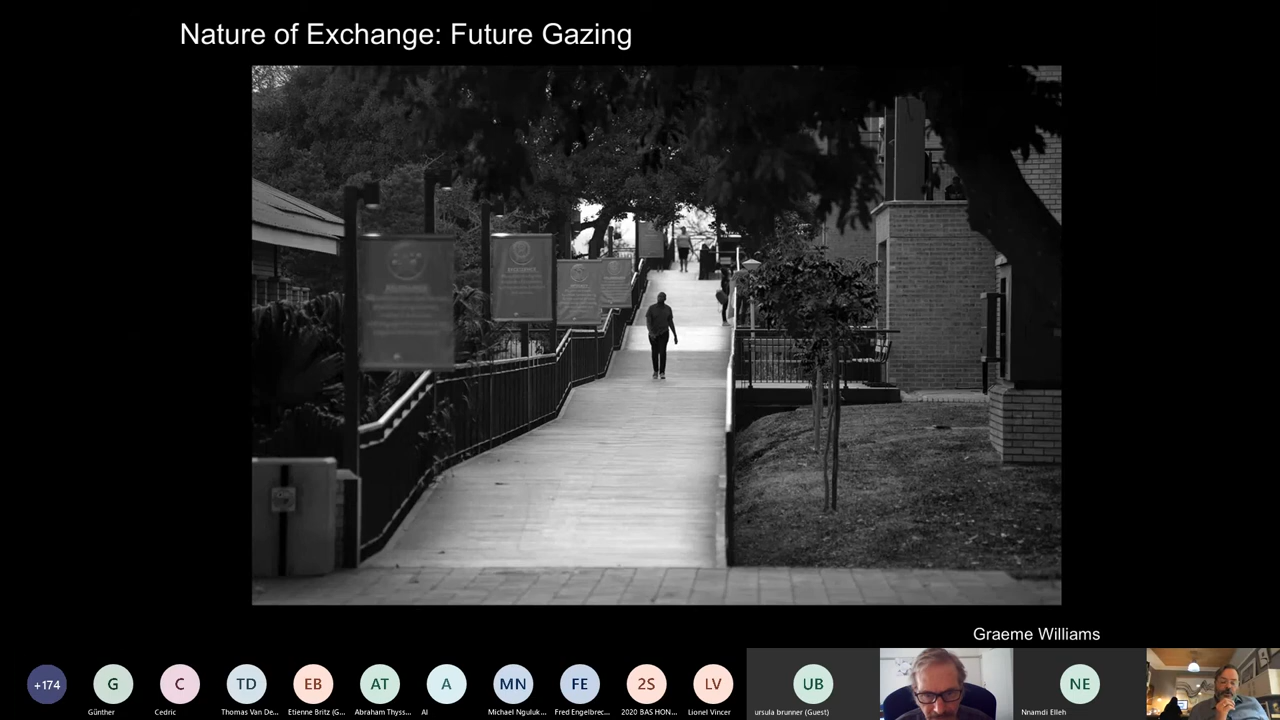 Nature of Exchange: Future Gazing
Graeme Williams
+174
G
C
TD
EB
AT
A
MN
FE
2S
LV
UB
NE
Günther
Cedric
Thomas Van De...
Etienne Britz (G...
Abraham Thyss...
Al
Michael Nguluk...
Fred Engelbrec...
2020 BAS HON...
Lionel Vincer
ursula brunner (Guest)
Nnamdi Elleh